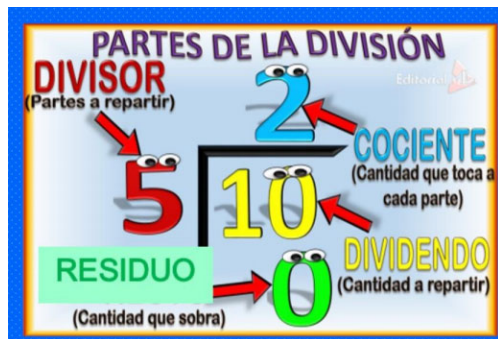 PARTES DE LA DIVISIÓN
DIVISOR
(Partes a repartir)
2
COCIENTE
(Cantidad que toca a
cada parte)
5
10
DIVIDENDO
(Cantidad a repartir)
RESIDUO
0
(Cantidad que sobra)